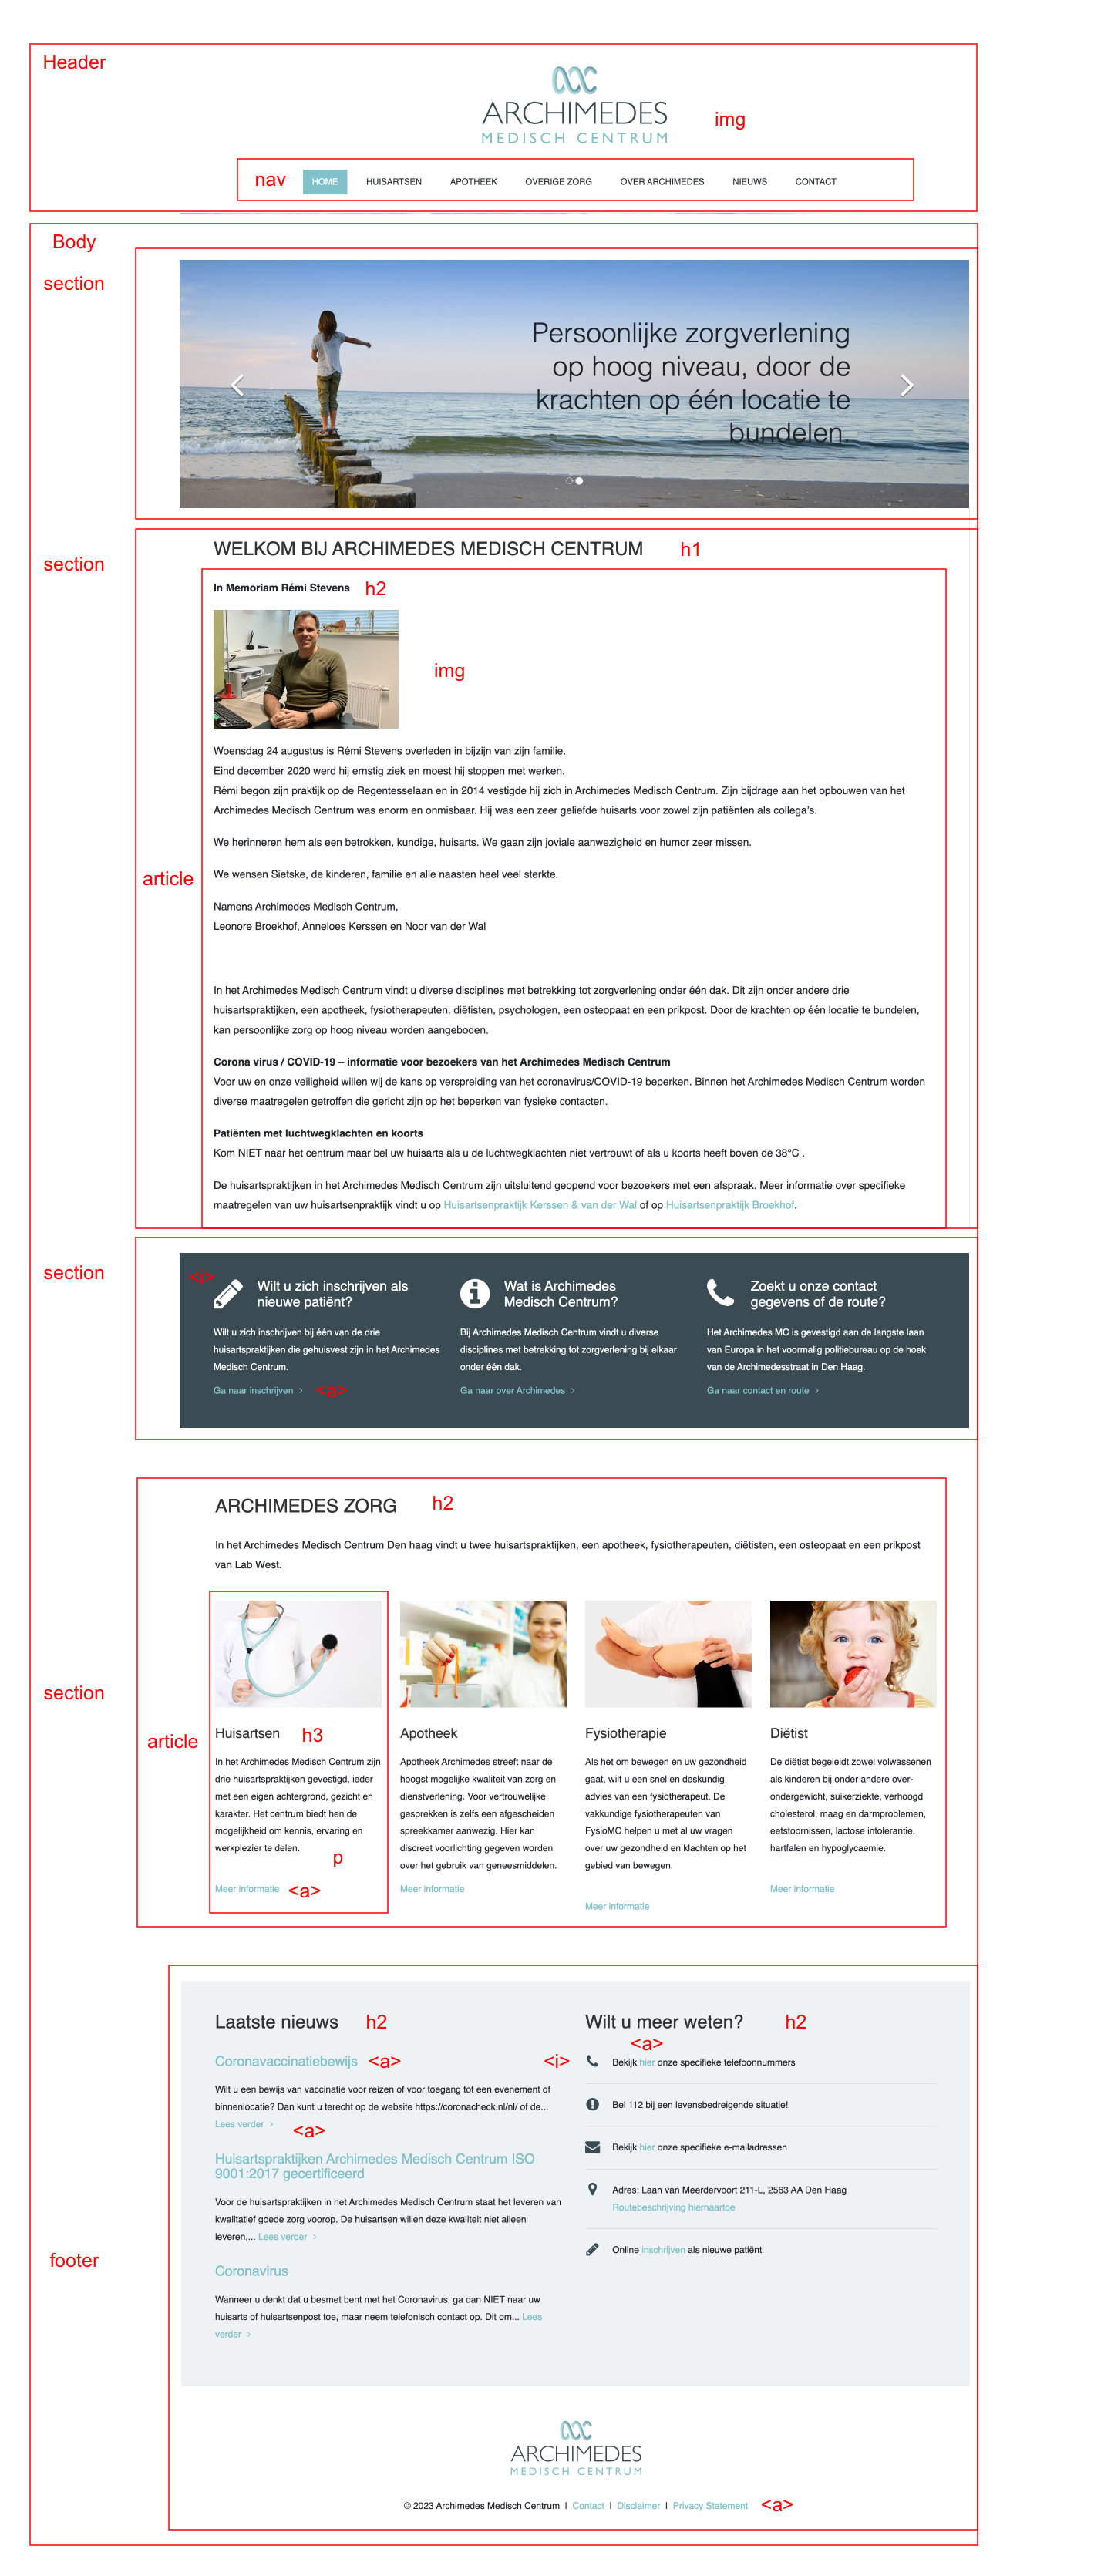 Header
ARCHIMEDES
MEDISCH CENTRUM
img
nav
HOME
HUISARTSEN
APOTHEEK
OVERIGE ZORG
OVER ARCHIMEDES
NIEUWS
CONTACT
Body
section
Persoonlijke zorgverlening
op hoog niveau, door de
krachten op één locatie te
bundelen.
section
WELKOM BIJ ARCHIMEDES MEDISCH CENTRUM
h1
In Memoriam Rémi Stevens
h2
img
Woensdag 24 augustus is Rémi Stevens overleden in bijzijn van zijn familie.
Eind december 2020 werd hij ernstig ziek en moest hij stoppen met werken.
Rémi begon zijn praktijk op de Regentesselaan en in 2014 vestigde hij zich in Archimedes Medisch Centrum. Zijn bijdrage aan het opbouwen van het
Archimedes Medisch Centrum was enorm en onmisbaar. Hij was een zeer geliefde huisarts voor zowel zijn patiënten als collega's.
We herinneren hem als een betrokken, kundige, huisarts. We gaan zijn joviale aanwezigheid en humor zeer missen.
article
We wensen Sietske, de kinderen, familie en alle naasten heel veel sterkte.
Namens Archimedes Medisch Centrum,
Leonore Broekhof, Anneloes Kerssen en Noor van der Wal
In het Archimedes Medisch Centrum vindt u diverse disciplines met betrekking tot zorgverlening onder één dak. Dit zijn onder andere drie
huisartspraktijken, een apotheek, fysiotherapeuten, diëtisten, psychologen, een osteopaat en een prikpost. Door de krachten op één locatie te bundelen,
kan persoonlijke zorg op hoog niveau worden aangeboden.
Corona virus / COVID-19 – informatie voor bezoekers van het Archimedes Medisch Centrum
Voor uw en onze veiligheid willen wij de kans op verspreiding van het coronavirus/COVID-19 beperken. Binnen het Archimedes Medisch Centrum worden
diverse maatregelen getroffen die gericht zijn op het beperken van fysieke contacten.
Patiënten met luchtwegklachten en koorts
Kom NIET naar het centrum maar bel uw huisarts als u de luchtwegklachten niet vertrouwt of als u koorts heeft boven de 38°C .
De huisartspraktijken in het Archimedes Medisch Centrum zijn uitsluitend geopend voor bezoekers met een afspraak. Meer informatie over specifieke
maatregelen van uw huisartsenpraktijk vindt u op Huisartsenpraktijk Kerssen & van der Wal of op Huisartsenpraktijk Broekhof.
section
<i>
Wilt u zich inschrijven als
nieuwe patiënt?
Wilt u zich inschrijven bij één van de drie
huisartspraktijken die gehuisvest zijn in het Archimedes
Medisch Centrum.
Ga naar inschrijven >
<a>
Wat is Archimedes
Medisch Centrum?
Bij Archimedes Medisch Centrum vindt u diverse
disciplines met betrekking tot zorgverlening bij elkaar
onder één dak.
Ga naar over Archimedes >
Zoekt u onze contact
gegevens of de route?
Het Archimedes MC is gevestigd aan de langste laan
van Europa in het voormalig politiebureau op de hoek
van de Archimedesstraat in Den Haag.
Ga naar contact en route >
section
ARCHIMEDES ZORG
h2
In het Archimedes Medisch Centrum Den haag vindt u twee huisartspraktijken, een apotheek, fysiotherapeuten, diëtisten, een osteopaat en een prikpost
van Lab West.
article
Huisartsen
h3
In het Archimedes Medisch Centrum zijn
drie huisartspraktijken gevestigd, ieder
met een eigen achtergrond, gezicht en
karakter. Het centrum biedt hen de
mogelijkheid om kennis, ervaring en
werkplezier te delen.
p
Meer informatie
<a>
Apotheek
Apotheek Archimedes streeft naar de
hoogst mogelijke kwaliteit van zorg en
dienstverlening. Voor vertrouwelijke
gesprekken is zelfs een afgescheiden
spreekkamer aanwezig. Hier kan
discreet voorlichting gegeven worden
over het gebruik van geneesmiddelen.
Meer informatie
Fysiotherapie
Als het om bewegen en uw gezondheid
gaat, wilt u een snel en deskundig
advies van een fysiotherapeut. De
vakkundige fysiotherapeuten van
FysioMC helpen u met al uw vragen
over uw gezondheid en klachten op het
gebied van bewegen.
Meer informatie
Diëtist
De diëtist begeleidt zowel volwassenen
als kinderen bij onder andere over-
ondergewicht, suikerziekte, verhoogd
cholesterol, maag en darmproblemen,
eetstoornissen, lactose intolerantie,
hartfalen en hypoglycaemie.
Meer informatie
footer
Laatste nieuws
h2
Coronavaccinatiebewijs
<a>
Wilt u een bewijs van vaccinatie voor reizen of voor toegang tot een evenement of
binnenlocatie? Dan kunt u terecht op de website https://coronacheck.nl/nl/ of de...
Lees verder >
<a>
Huisartspraktijken Archimedes Medisch Centrum ISO
9001:2017 gecertificeerd
Voor de huisartspraktijken in het Archimedes Medisch Centrum staat het leveren van
kwalitatief goede zorg voorop. De huisartsen willen deze kwaliteit niet alleen
leveren,... Lees verder >
Coronavirus
Wanneer u denkt dat u besmet bent met het Coronavirus, ga dan NIET naar uw
huisarts of huisartsenpost toe, maar neem telefonisch contact op. Dit om... Lees
verder >
Wilt u meer weten?
h2
<a>
<i>
Bekijk hier onze specifieke telefoonnummers
Bel 112 bij een levensbedreigende situatie!
Bekijk hier onze specifieke e-mailadressen
Adres: Laan van Meerdervoort 211-L, 2563 AA Den Haag
Routebeschrijving hiernaartoe
Online inschrijven als nieuwe patiënt
ARCHIMEDES
MEDISCH CENTRUM
© 2023 Archimedes Medisch Centrum | Contact | Disclaimer | Privacy Statement
<a>